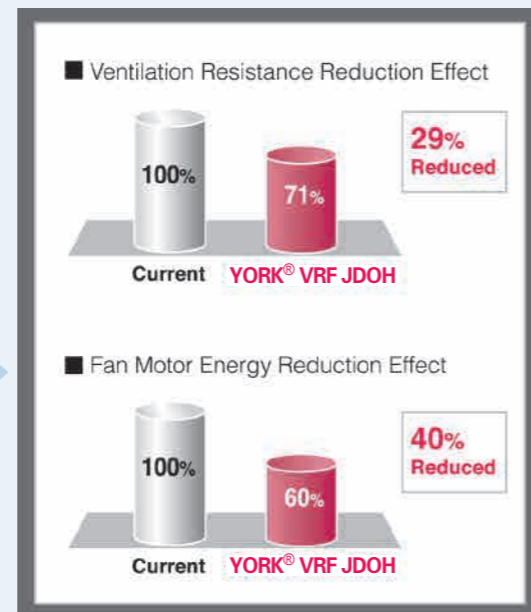 ■ Ventilation Resistance Reduction Effect
29%
Reduced
100%
71%
Current YORK® VRF JDOH
■ Fan Motor Energy Reduction Effect
40%
Reduced
100%
60%
Current YORK® VRF JDOH